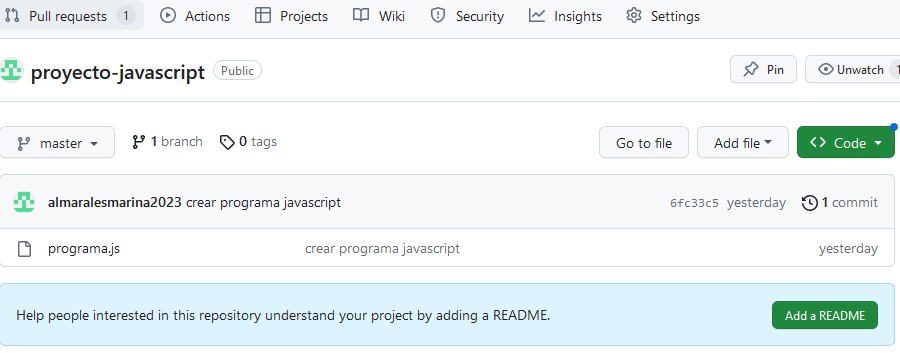 Pull requests 1 Actions Projects Wiki Security Insights Settings
proyecto-javascript Public Pin Unwatch 1
master 1 branch 0 tags Go to file Add file Code
almaralesmarina2023 crear programa javascript 6fc33c5 yesterday 1 commit
programa.js crear programa javascript yesterday
Help people interested in this repository understand your project by adding a README. Add a README